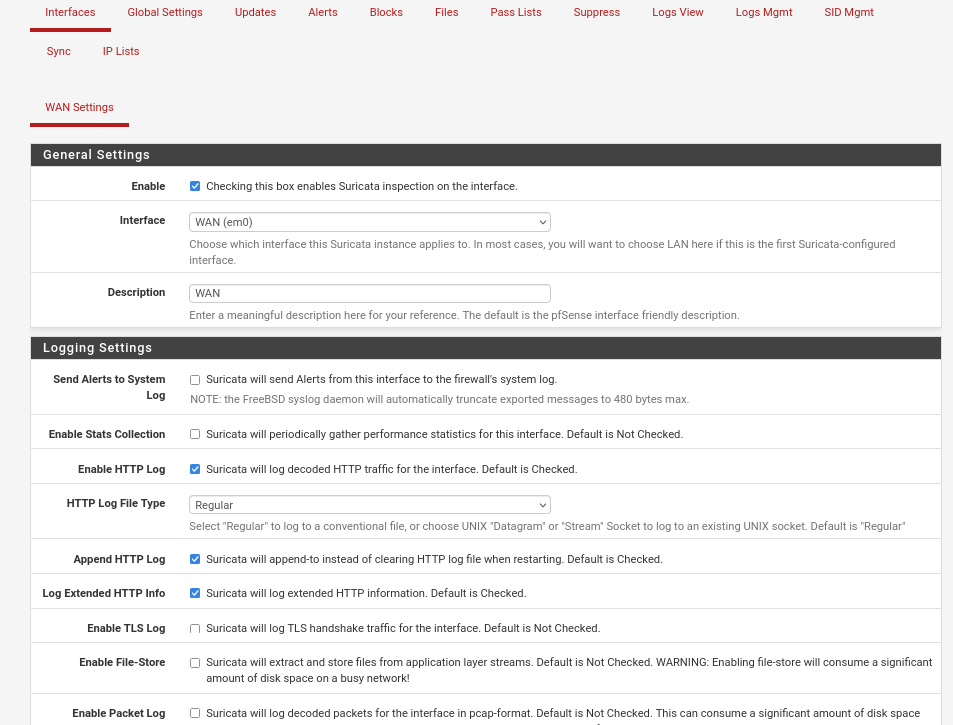 Interfaces Global Settings Updates Alerts Blocks Files Pass Lists Suppress Logs View Logs Mgmt SID Mgmt
Sync IP Lists
WAN Settings
General Settings
Enable Checking this box enables Suricata inspection on the interface.
Interface WAN (em0)
Choose which interface this Suricata instance applies to. In most cases, you will want to choose LAN here if this is the first Suricata-configured
interface.
Description WAN
Enter a meaningful description here for your reference. The default is the pfSense interface friendly description.
Logging Settings
Send Alerts to System Suricata will send Alerts from this interface to the firewall's system log.
Log NOTE: the FreeBSD syslog daemon will automatically truncate exported messages to 480 bytes max.
Enable Stats Collection Suricata will periodically gather performance statistics for this interface. Default is Not Checked.
Enable HTTP Log Suricata will log decoded HTTP traffic for the interface. Default is Checked.
HTTP Log File Type Regular
Select "Regular" to log to a conventional file, or choose UNIX "Datagram" or "Stream" Socket to log to an existing UNIX socket. Default is "Regular"
Append HTTP Log Suricata will append-to instead of clearing HTTP log file when restarting. Default is Checked.
Log Extended HTTP Info Suricata will log extended HTTP information. Default is Checked.
Enable TLS Log Suricata will log TLS handshake traffic for the interface. Default is Not Checked.
Enable File-Store Suricata will extract and store files from application layer streams. Default is Not Checked. WARNING: Enabling file-store will consume a significant
amount of disk space on a busy network!
Enable Packet Log Suricata will log decoded packets for the interface in pcap-format. Default is Not Checked. This can consume a significant amount of disk space